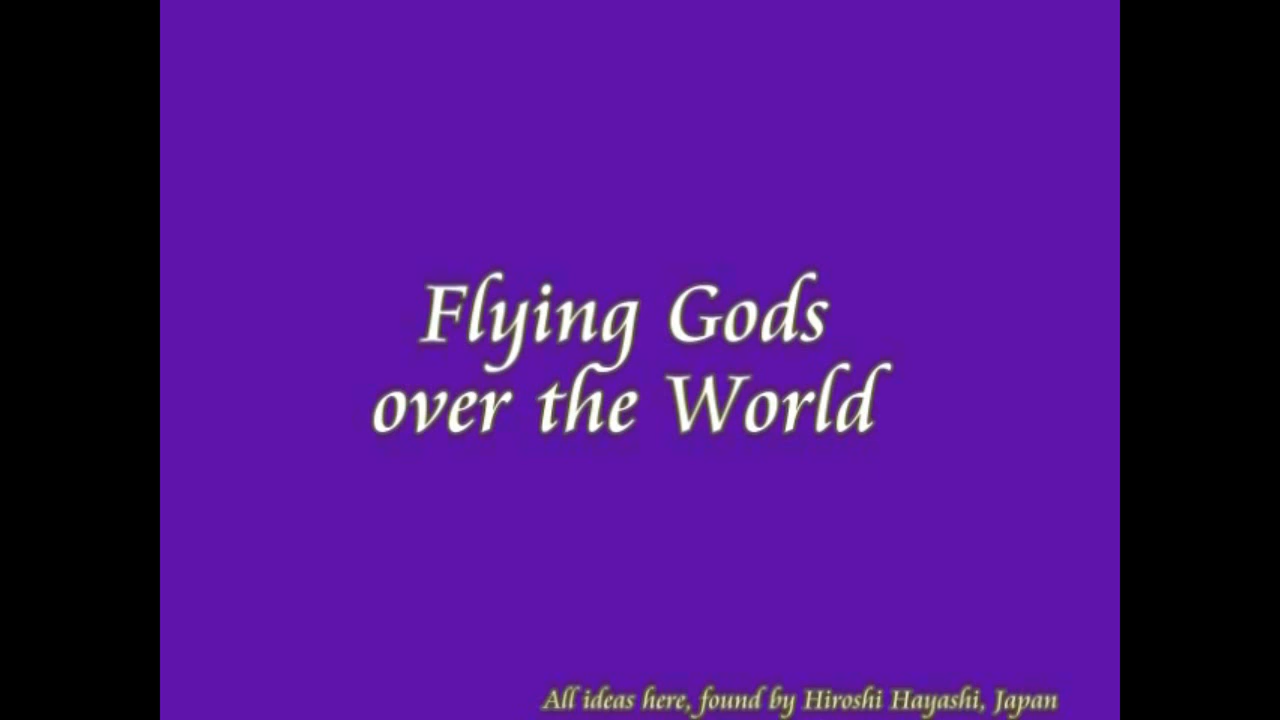 Flying Gods
over the World
All ideas here, found by Hiroshi Hayashi, Japan